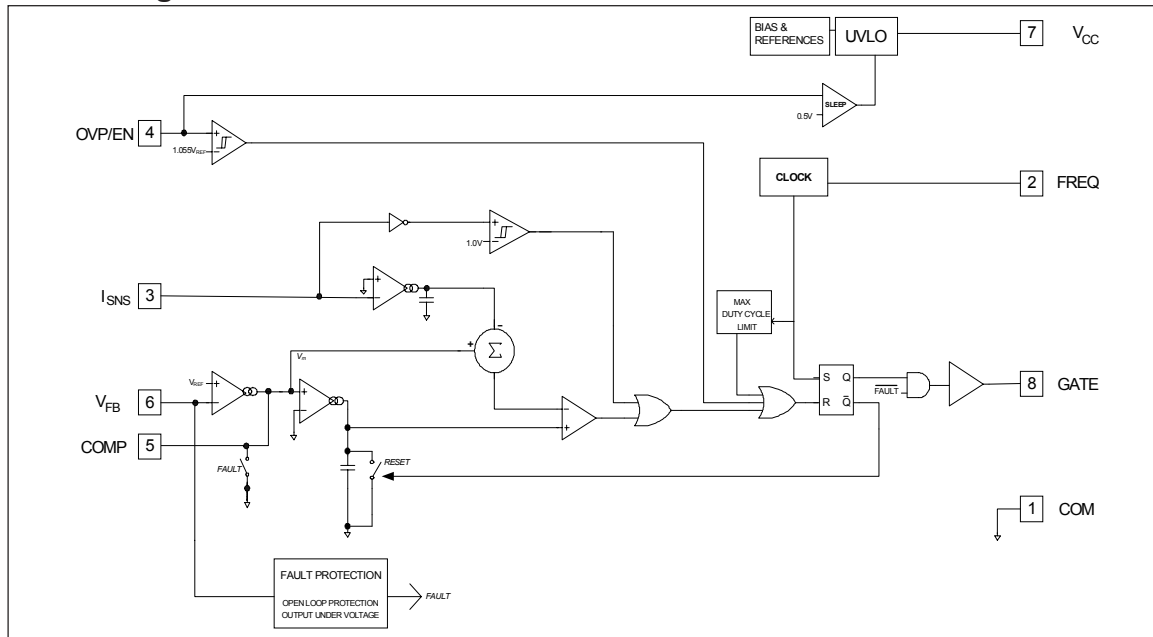 BIAS &
REFERENCES
UVLO
7
VCC
SLEEP
0.5V
OVP/EN
4
+
−
1.055VREF
CLOCK
2
FREQ
+
−
1.0V
ISNS
3
+
−
MAX
DUTY CYCLE
LIMIT
−
+
Σ
Vm
VFB
6
VREF
+
−
+
−
S
Q
R
Q̅
FAULT
8
GATE
COMP
5
−
+
FAULT
RESET
1
COM
FAULT PROTECTION
OPEN LOOP PROTECTION
OUTPUT UNDER VOLTAGE
FAULT